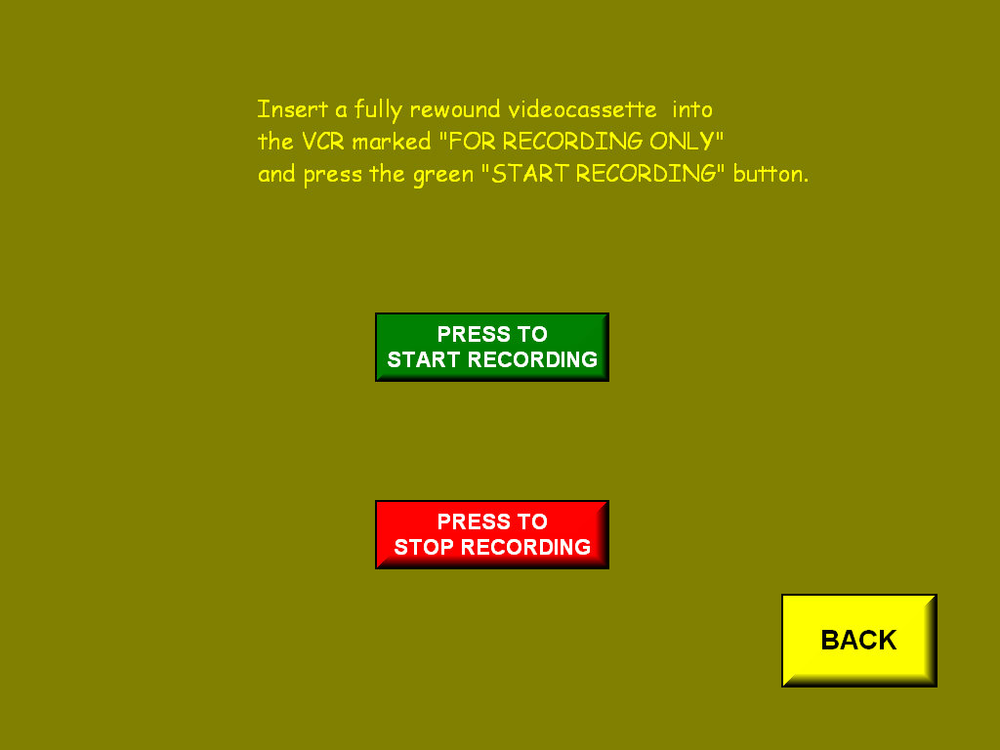 Insert a fully rewound videocassette  into
the VCR marked "FOR RECORDING ONLY"
and press the green "START RECORDING" button.
PRESS TO
START RECORDING
PRESS TO
STOP RECORDING
BACK